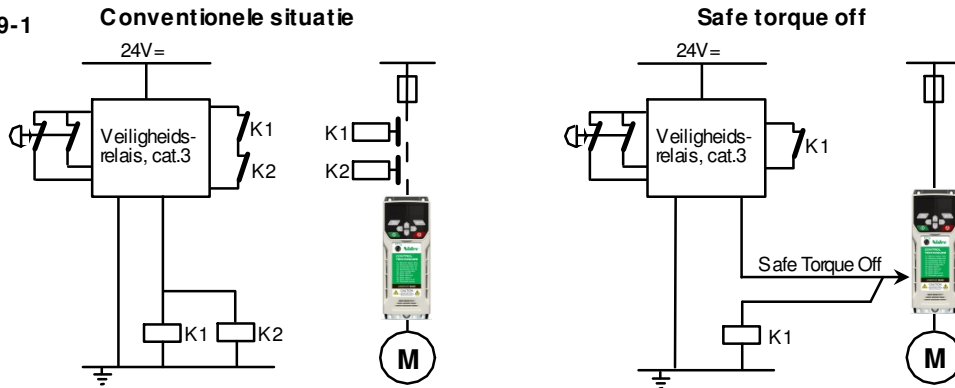 9-1
Conventionele situatie
24V=
Veiligheids-
relais, cat.3
K1
K2
K1
K2
K1
K2
M
Safe torque off
24V=
Veiligheids-
relais, cat.3
K1
Safe Torque Off
K1
M